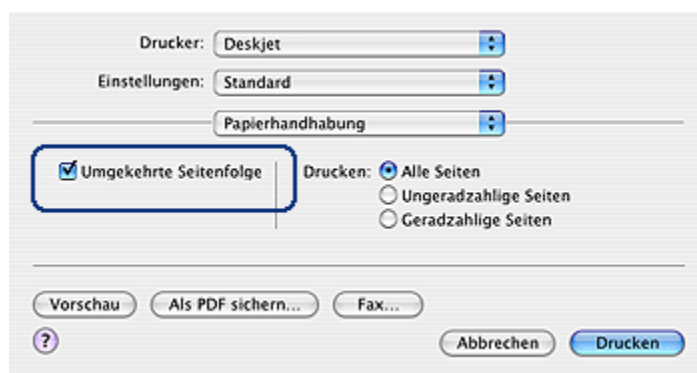 Drucker: Deskjet
Einstellungen: Standard
Papierhandhabung
Umgekehrte Seitenfolge Drucken: Alle Seiten
Ungeradzahlige Seiten
Geradzahlige Seiten
Vorschau Als PDF sichern... Fax...
? Abbrechen Drucken